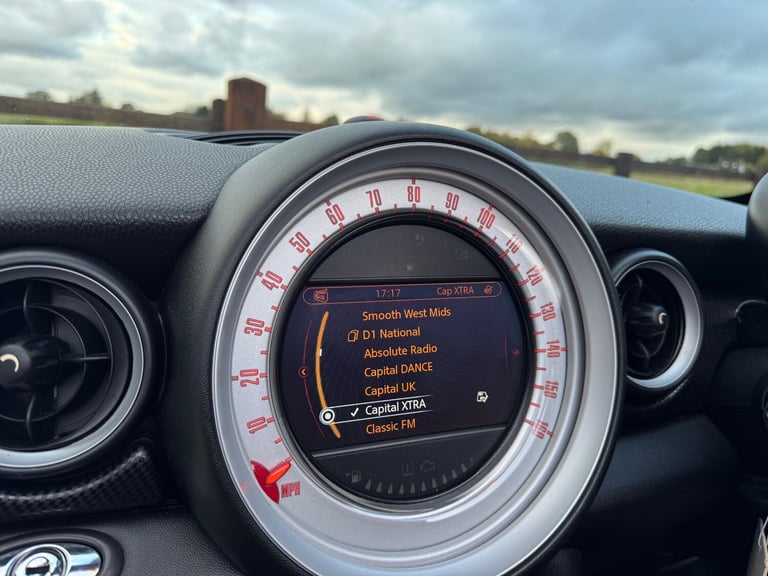 10
20
30
40
50
60
70
80
90
100
110
120
130
140
150
160
MPH
17:17 Cap XTRA
Smooth West Mids
D1 National
Absolute Radio
Capital DANCE
Capital UK
Capital XTRA
Classic FM